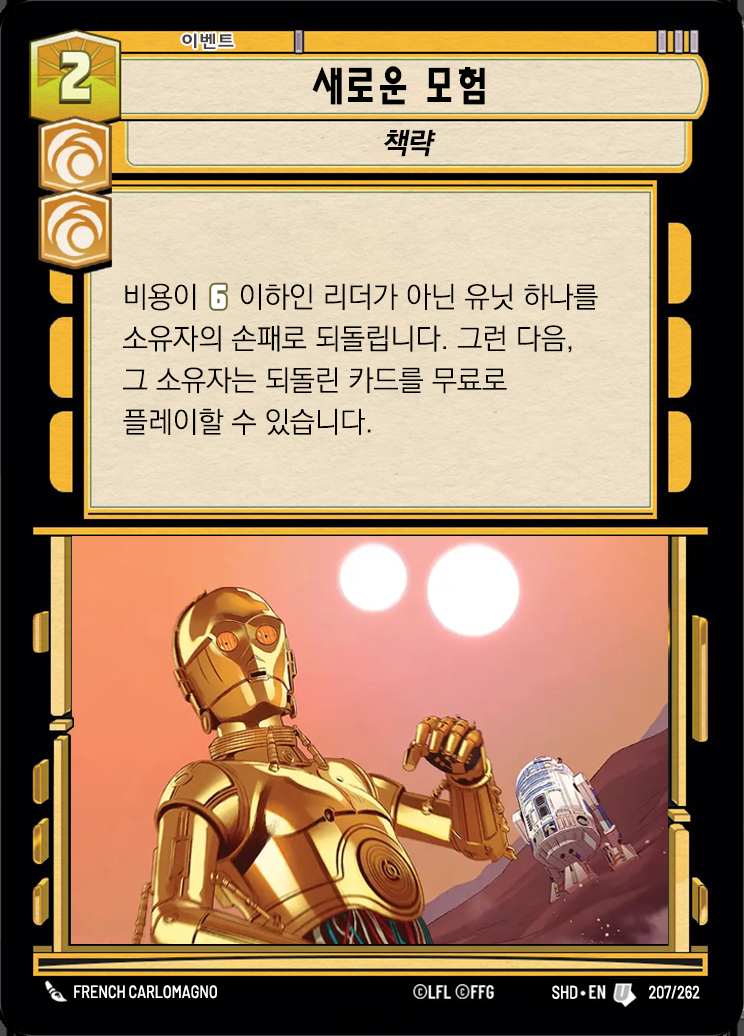 이벤트
2
새로운 모험
책략
비용이 6 이하인 리더가 아닌 유닛 하나를
소유자의 손패로 되돌립니다. 그런 다음,
그 소유자는 되돌린 카드를 무료로
플레이할 수 있습니다.
FRENCH CARLOMAGNO
©LFL ©FFG
SHD • EN U 207/262